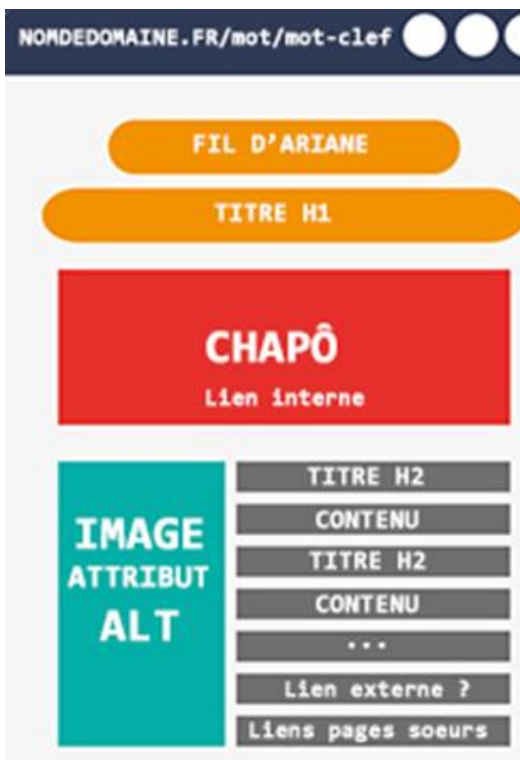 NOMDEDOMAINE.FR/mot/mot-clef
FIL D'ARIANE
TITRE H1
CHAPÔ
Lien interne
IMAGE
ATTRIBUT
ALT
TITRE H2
CONTENU
TITRE H2
CONTENU
...
Lien externe ?
Liens pages soeurs